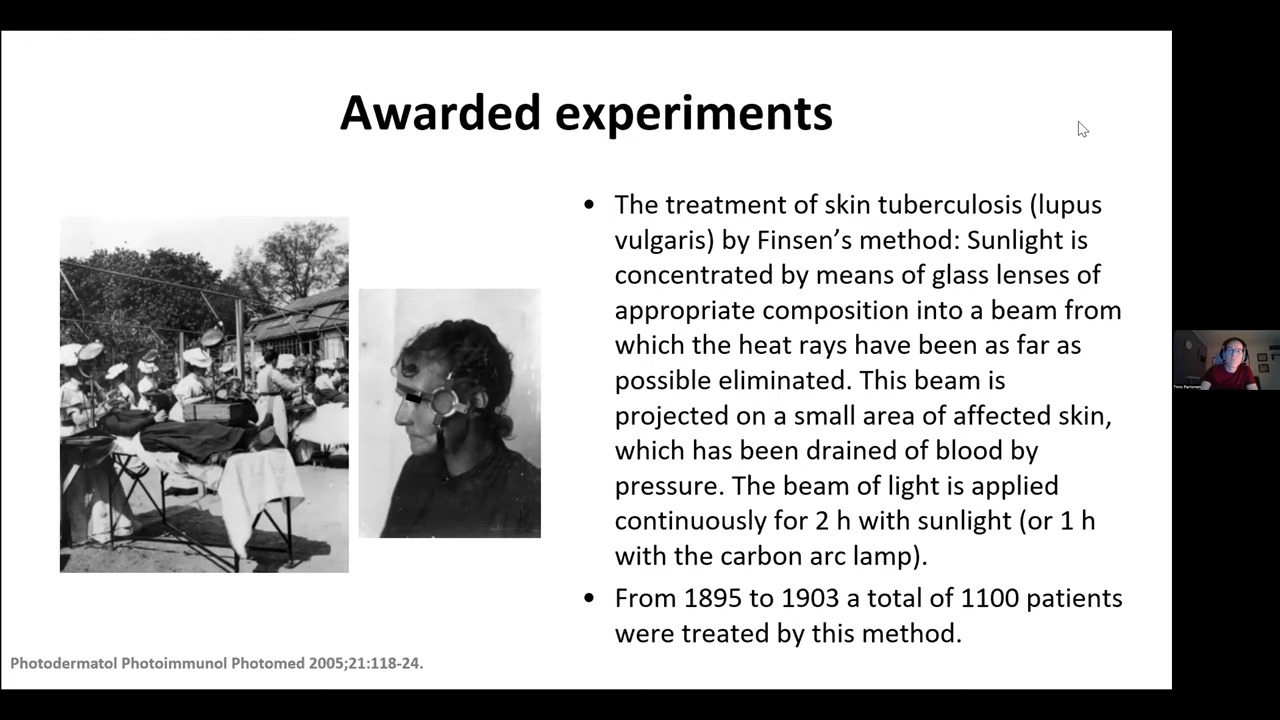 Awarded experiments
• The treatment of skin tuberculosis (lupus
vulgaris) by Finsen’s method: Sunlight is
concentrated by means of glass lenses of
appropriate composition into a beam from
which the heat rays have been as far as
possible eliminated. This beam is
projected on a small area of affected skin,
which has been drained of blood by
pressure. The beam of light is applied
continuously for 2 h with sunlight (or 1 h
with the carbon arc lamp).
• From 1895 to 1903 a total of 1100 patients
were treated by this method.
Photodermatol Photoimmunol Photomed 2005;21:118-24.
Timo Partonen